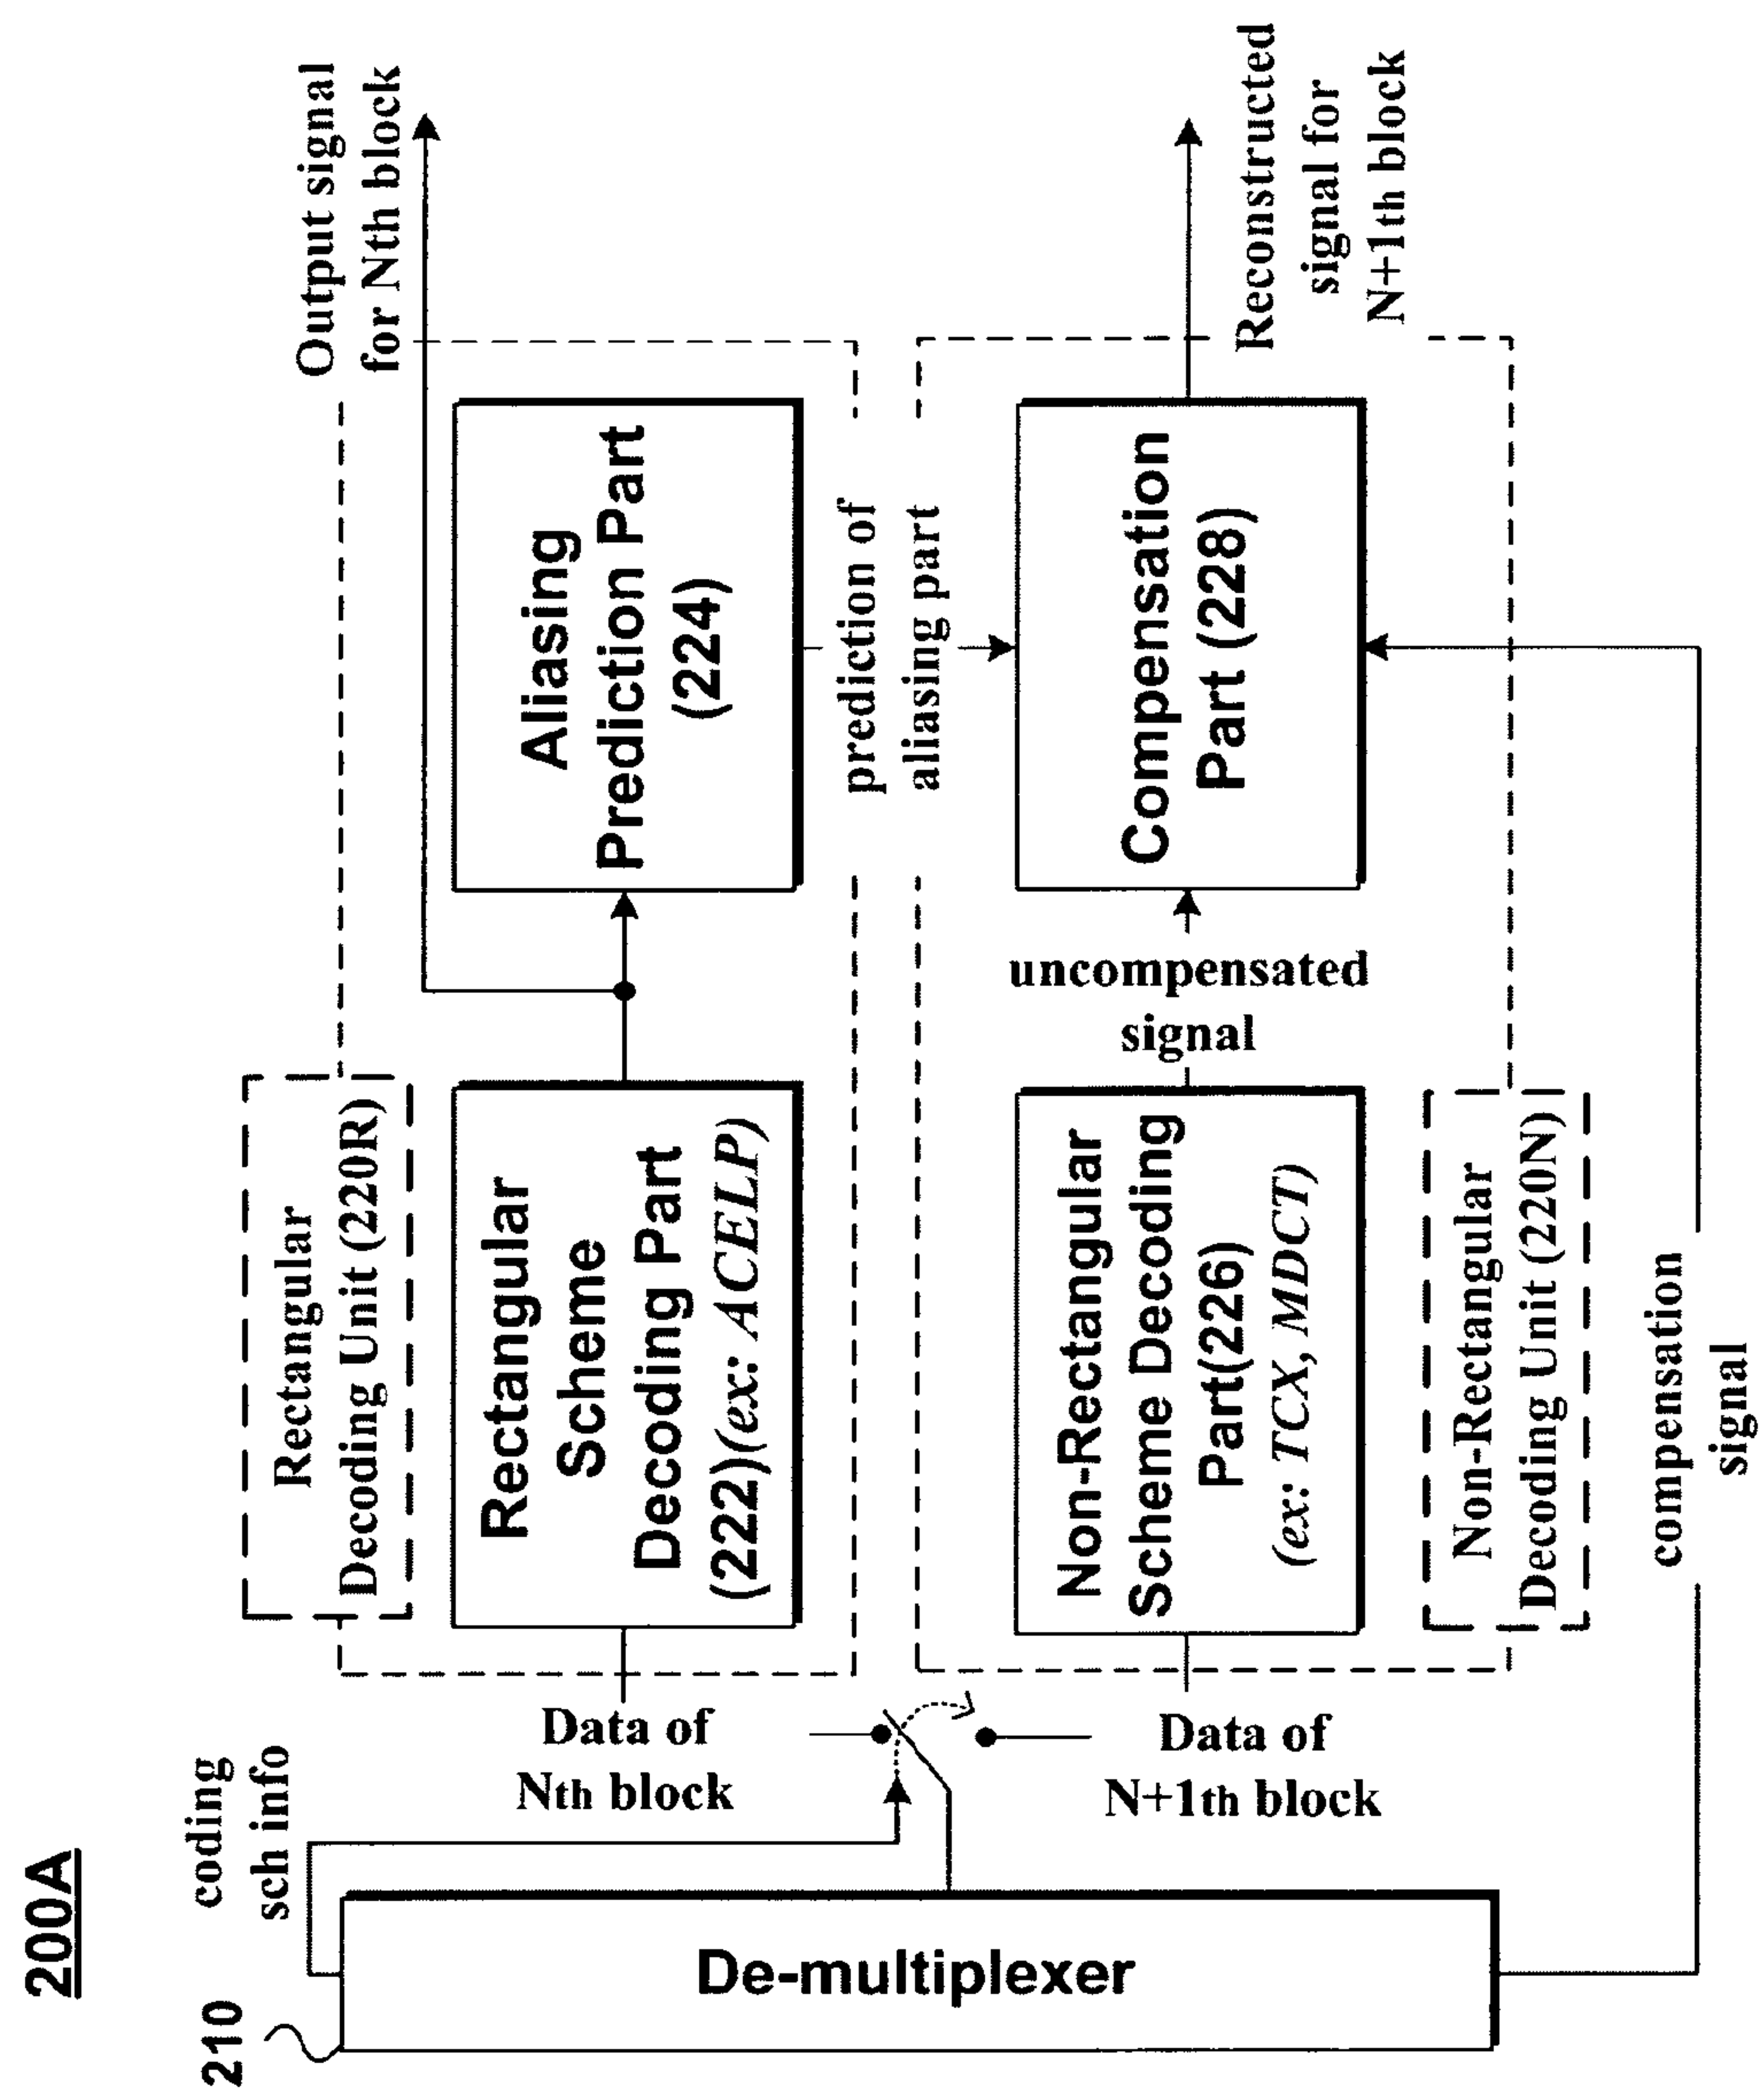 200A
210
coding
sch info
De-multiplexer
Data of
Nth block
Data of
N+1th block
Rectangular
Decoding Unit (220R)
Rectangular
Scheme
Decoding Part
(222)(ex: ACELP)
Output signal
for Nth block
Aliasing
Prediction Part
(224)
prediction of
aliasing part
Non-Rectangular
Scheme Decoding
Part(226)
(ex: TCX, MDCT)
Non-Rectangular
Decoding Unit (220N)
uncompensated
signal
Compensation
Part (228)
Reconstructed
signal for
N+1th block
compensation
signal